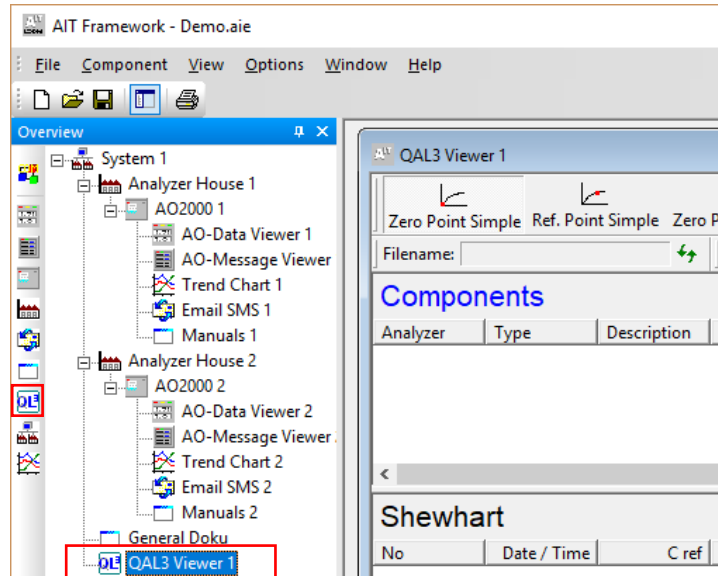 AIT Framework - Demo.aie
File Component View Options Window Help
Overview
System 1
Analyzer House 1
AO2000 1
AO-Data Viewer 1
AO-Message Viewer
Trend Chart 1
Email SMS 1
Manuals 1
Analyzer House 2
AO2000 2
AO-Data Viewer 2
AO-Message Viewer
Trend Chart 2
Email SMS 2
Manuals 2
General Doku
QAL3 Viewer 1
QAL3 Viewer 1
Zero Point Simple Ref. Point Simple Zero P
Filename:
Components
Analyzer Type Description
Shewhart
No Date / Time C ref